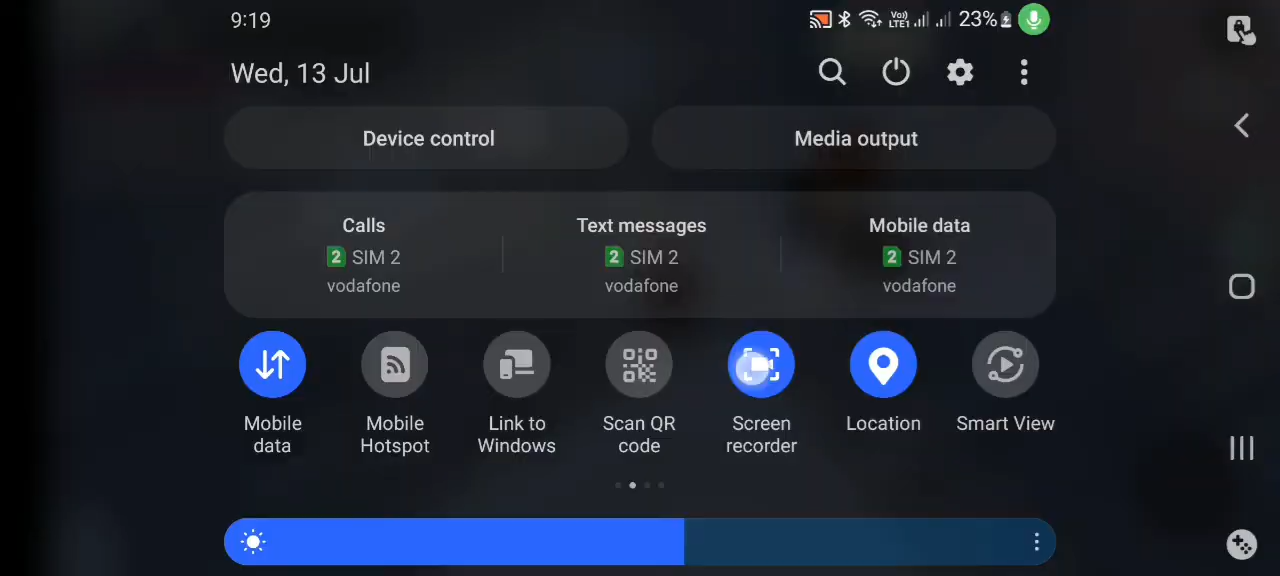 9:19
Vo)) LTE1 23%
Wed, 13 Jul
Device control
Media output
Calls
2 SIM 2
vodafone
Text messages
2 SIM 2
vodafone
Mobile data
2 SIM 2
vodafone
Mobile data
Mobile Hotspot
Link to Windows
Scan QR code
Screen recorder
Location
Smart View